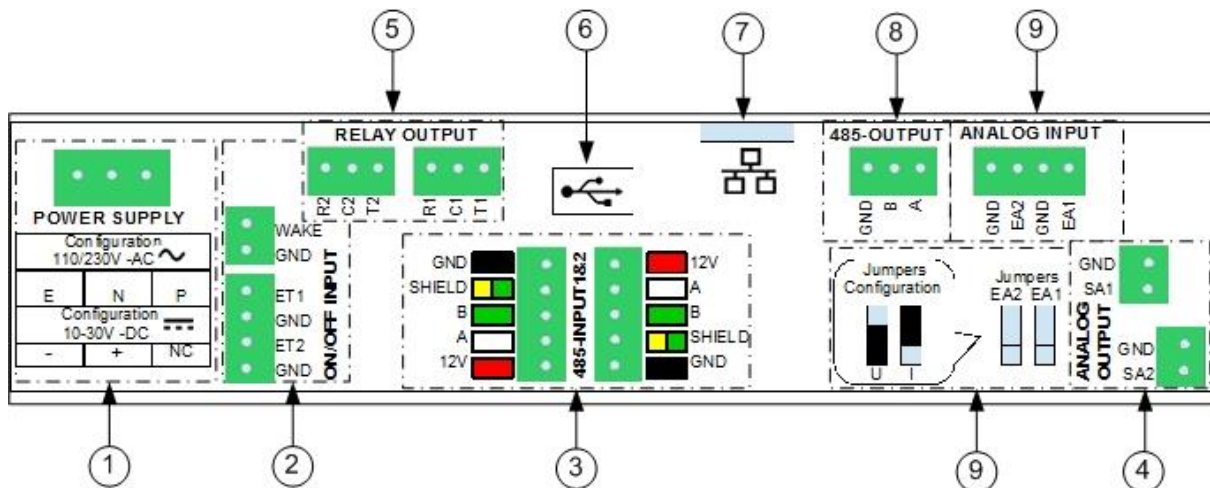 5
6
7
8
9
RELAY OUTPUT
485-OUTPUT
ANALOG INPUT
R2
C2
T2
R1
C1
T1
GND
B
A
GND
EA2
GND
EA1
POWER SUPPLY
Configuration
110/230V -AC
E N P
Configuration
10-30V -DC
- + NC
WAKE
GND
ET1
GND
ET2
GND
ON/OFF INPUT
GND
SHIELD
B
A
12V
485-INPUT1&2
12V
A
B
SHIELD
GND
Jumpers
Configuration
U I
Jumpers
EA2 EA1
GND
SA1
ANALOG
OUTPUT
GND
SA2
1
2
3
9
4